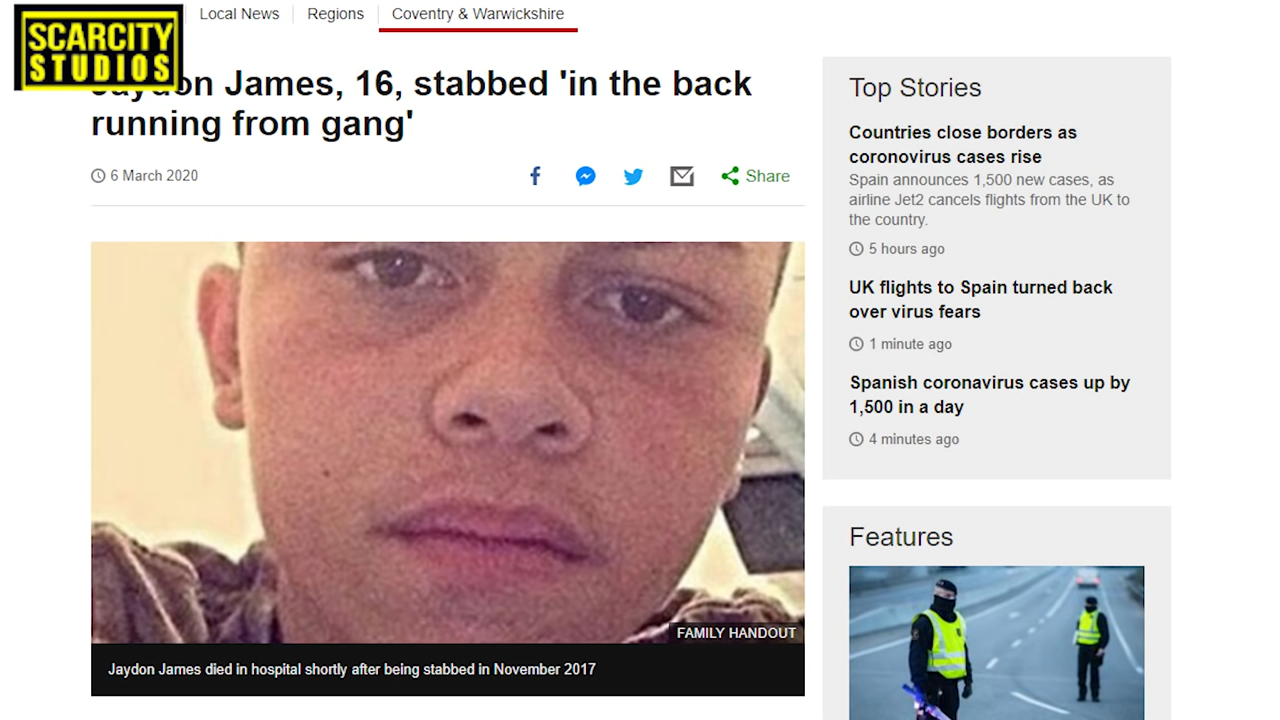 SCARCITY
STUDIOS
Local News
Regions
Coventry & Warwickshire
Jaydon James, 16, stabbed 'in the back
running from gang'
6 March 2020
Share
FAMILY HANDOUT
Jaydon James died in hospital shortly after being stabbed in November 2017
Top Stories
Countries close borders as
coronovirus cases rise
Spain announces 1,500 new cases, as
airline Jet2 cancels flights from the UK to
the country.
5 hours ago
UK flights to Spain turned back
over virus fears
1 minute ago
Spanish coronavirus cases up by
1,500 in a day
4 minutes ago
Features